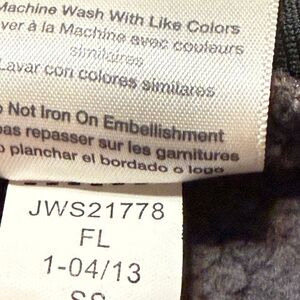 Machine Wash With Like Colors
ver à la Machine avec couleurs
similaires
Lavar con colores similares
Not Iron On Embellishment
pas repasser sur les garnitures
planchar el bordado o logo
JWS21778
FL
1-04/13
SS